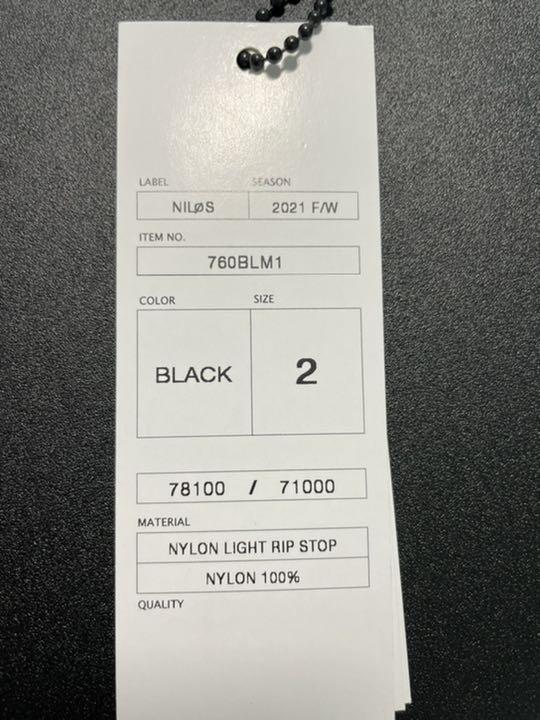 LABEL SEASON
NILØS 2021 F/W
ITEM NO.
760BLM1
COLOR SIZE
BLACK 2
78100 / 71000
MATERIAL
NYLON LIGHT RIP STOP
NYLON 100%
QUALITY